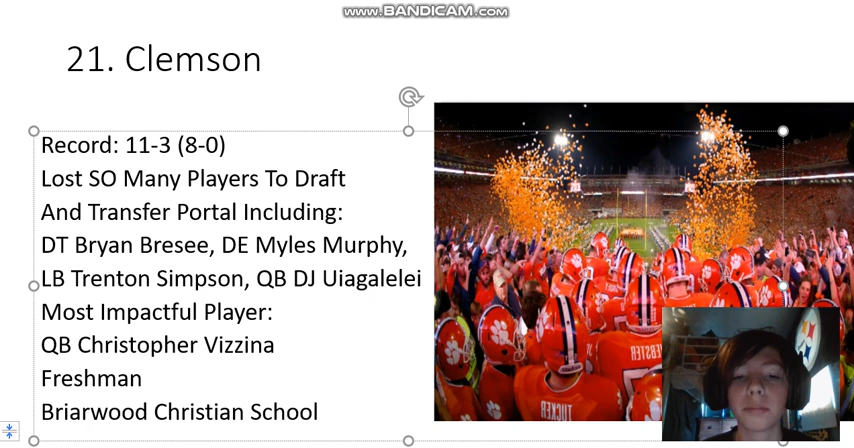 www.BANDICAM.com
21. Clemson
Record: 11-3 (8-0)
Lost SO Many Players To Draft
And Transfer Portal Including:
DT Bryan Bresee, DE Myles Murphy,
LB Trenton Simpson, QB DJ Uiagalelei
Most Impactful Player:
QB Christopher Vizzina
Freshman
Briarwood Christian School
WEBSTER
TUCKER